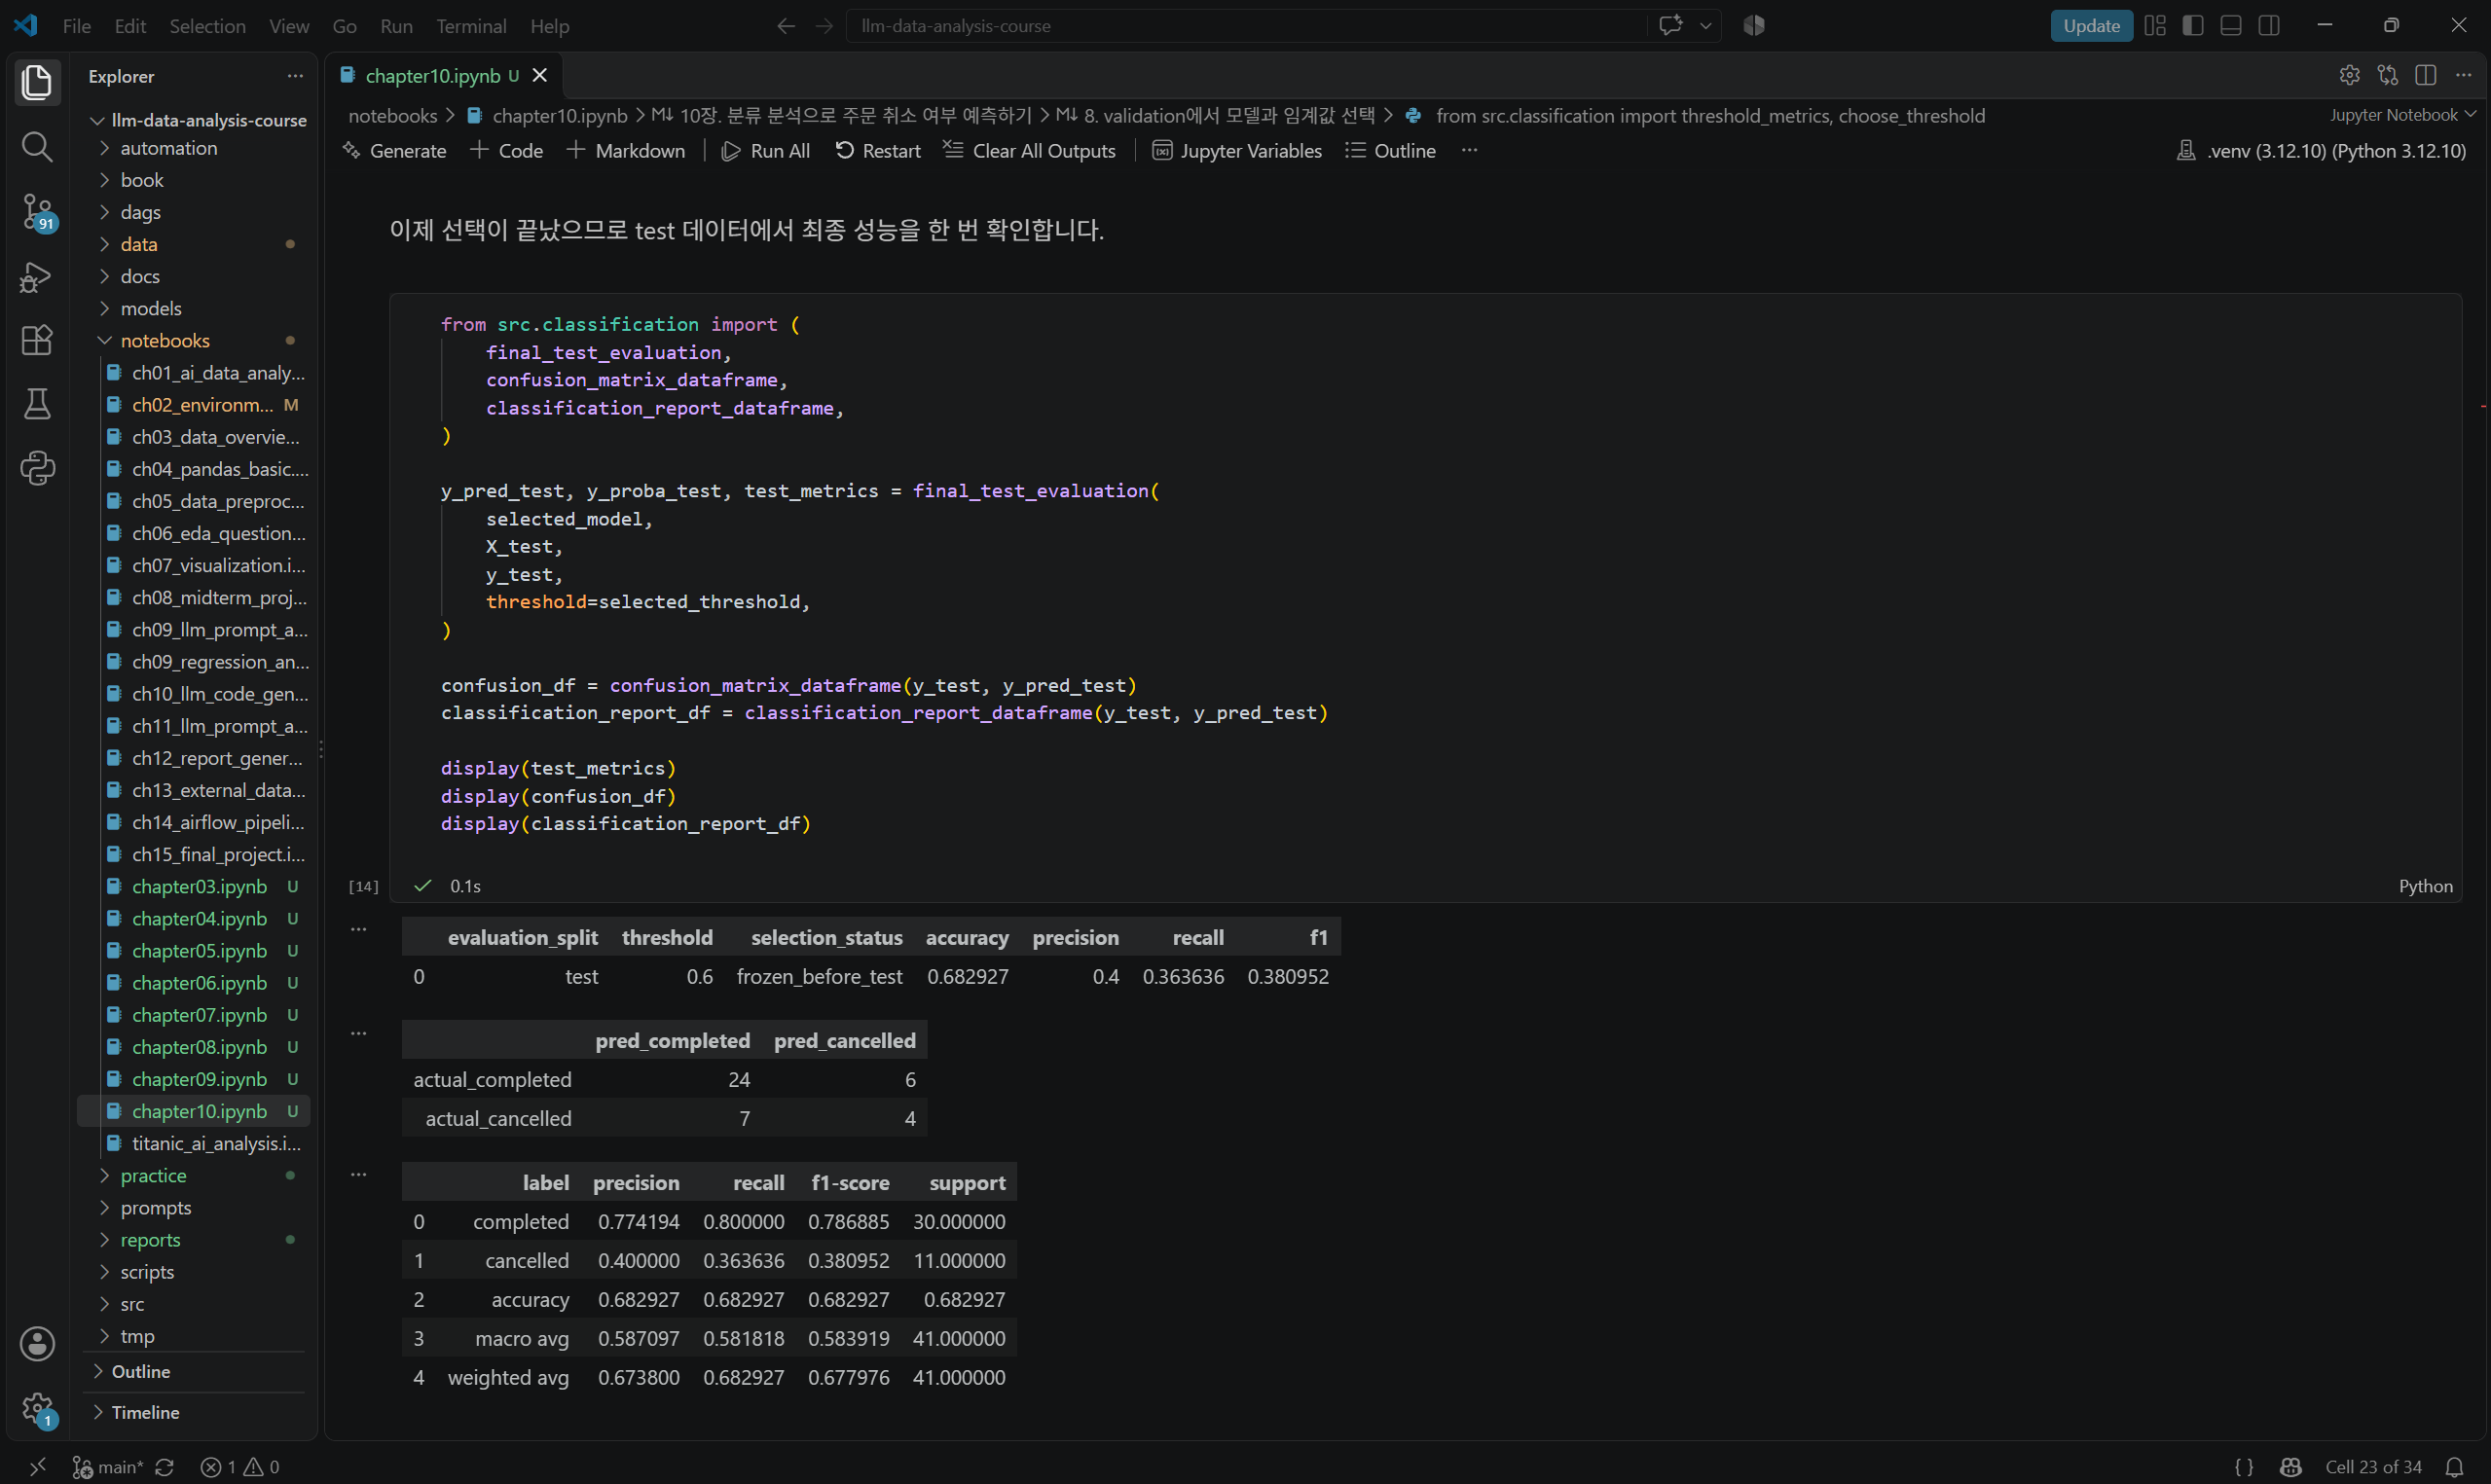 File Edit Selection View Go Run Terminal Help
llm-data-analysis-course
Update
Explorer
chapter10.ipynb U
llm-data-analysis-course
automation
book
dags
data
docs
models
notebooks
ch01_ai_data_analy...
ch02_environm... M
ch03_data_overvie...
ch04_pandas_basic....
ch05_data_preproc...
ch06_eda_question...
ch07_visualization.i...
ch08_midterm_proj...
ch09_llm_prompt_a...
ch09_regression_an...
ch10_llm_code_gen...
ch11_llm_prompt_a...
ch12_report_gener...
ch13_external_data...
ch14_airflow_pipeli...
ch15_final_project.i...
chapter03.ipynb U
chapter04.ipynb U
chapter05.ipynb U
chapter06.ipynb U
chapter07.ipynb U
chapter08.ipynb U
chapter09.ipynb U
chapter10.ipynb U
titanic_ai_analysis.i...
practice
prompts
reports
scripts
src
tmp
Outline
Timeline
91
1
notebooks > chapter10.ipynb > M↓ 10장. 분류 분석으로 주문 취소 여부 예측하기 > M↓ 8. validation에서 모델과 임계값 선택 > from src.classification import threshold_metrics, choose_threshold
Jupyter Notebook
Generate + Code + Markdown Run All Restart Clear All Outputs Jupyter Variables Outline ...
.venv (3.12.10) (Python 3.12.10)
이제 선택이 끝났으므로 test 데이터에서 최종 성능을 한 번 확인합니다.
from src.classification import (
final_test_evaluation,
confusion_matrix_dataframe,
classification_report_dataframe,
)
y_pred_test, y_proba_test, test_metrics = final_test_evaluation(
selected_model,
X_test,
y_test,
threshold=selected_threshold,
)
confusion_df = confusion_matrix_dataframe(y_test, y_pred_test)
classification_report_df = classification_report_dataframe(y_test, y_pred_test)
display(test_metrics)
display(confusion_df)
display(classification_report_df)
[14] 0.1s Python
evaluation_split threshold selection_status accuracy precision recall f1
0 test 0.6 frozen_before_test 0.682927 0.4 0.363636 0.380952
pred_completed pred_cancelled
actual_completed 24 6
actual_cancelled 7 4
label precision recall f1-score support
0 completed 0.774194 0.800000 0.786885 30.000000
1 cancelled 0.400000 0.363636 0.380952 11.000000
2 accuracy 0.682927 0.682927 0.682927 0.682927
3 macro avg 0.587097 0.581818 0.583919 41.000000
4 weighted avg 0.673800 0.682927 0.677976 41.000000
main* 1 0
{ } Cell 23 of 34